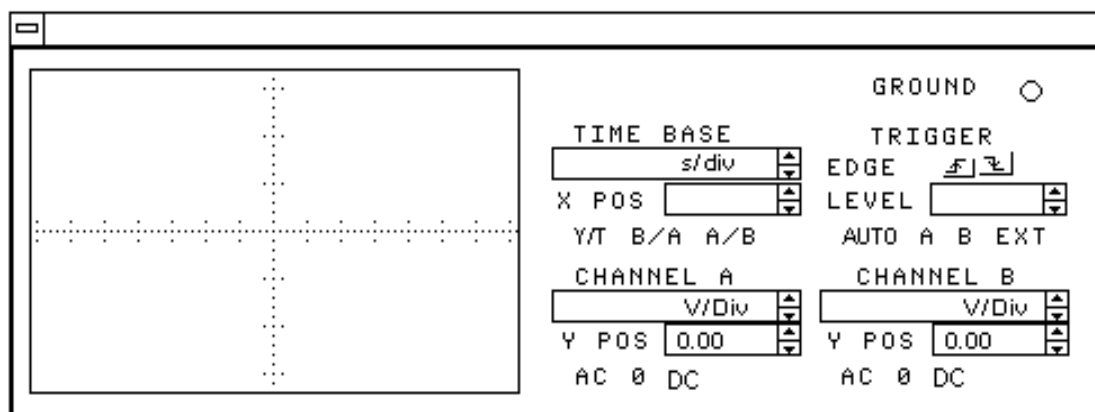 GROUND
TIME BASE
TRIGGER
s/div
EDGE
X POS
LEVEL
Y/T B/A A/B
AUTO A B EXT
CHANNEL A
CHANNEL B
V/Div
V/Div
Y POS 0.00
Y POS 0.00
AC 0 DC
AC 0 DC